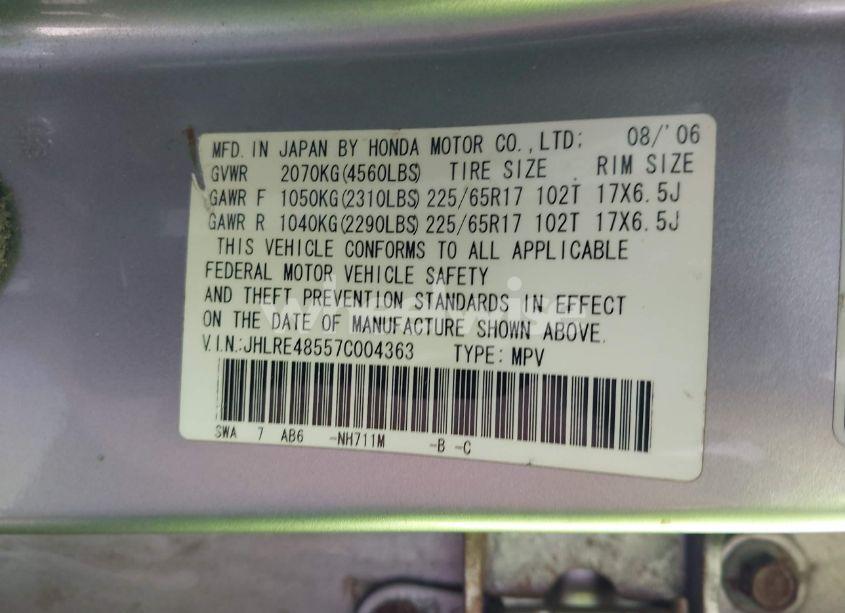 MFD. IN JAPAN BY HONDA MOTOR CO., LTD; 08/'06
GVWR 2070KG(4560LBS) TIRE SIZE RIM SIZE
GAWR F 1050KG(2310LBS) 225/65R17 102T 17X6.5J
GAWR R 1040KG(2290LBS) 225/65R17 102T 17X6.5J
THIS VEHICLE CONFORMS TO ALL APPLICABLE
FEDERAL MOTOR VEHICLE SAFETY
AND THEFT PREVENTION STANDARDS IN EFFECT
ON THE DATE OF MANUFACTURE SHOWN ABOVE.
V.I.N.:JHLRE48557C004363 TYPE: MPV
SWA 7 AB6 -NH711M -B -C